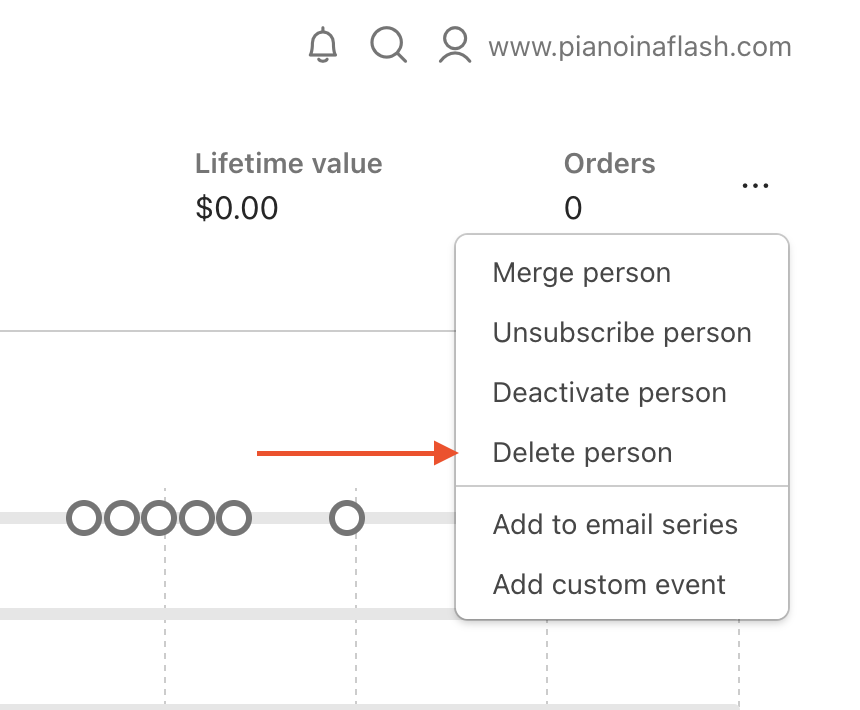 www.pianoinaflash.com
Lifetime value
Orders
$0.00
0
...
Merge person
Unsubscribe person
Deactivate person
Delete person
Add to email series
Add custom event